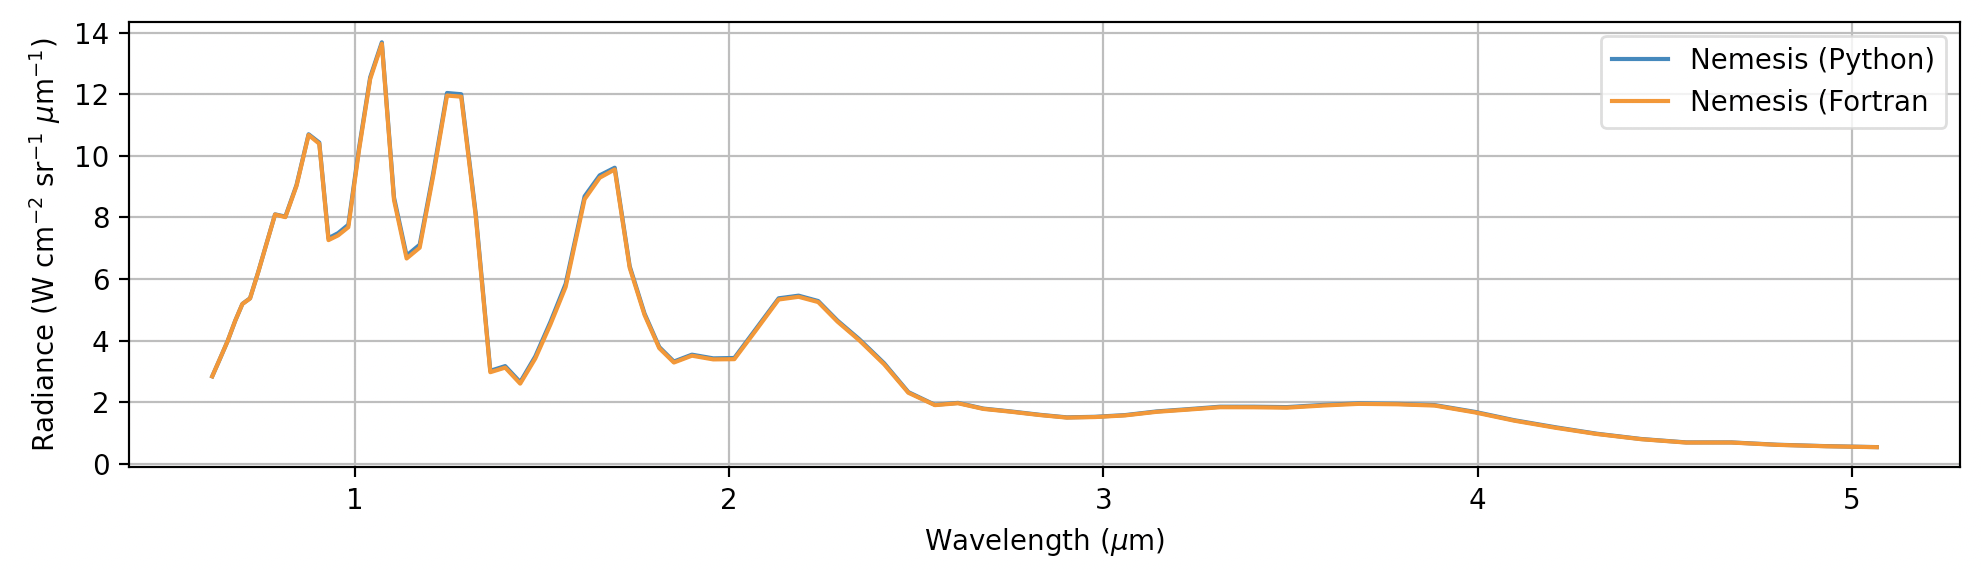 14
12
10
8
6
4
2
0
Radiance (W cm⁻² sr⁻¹ μm⁻¹)
Nemesis (Python)
Nemesis (Fortran
1 2 3 4 5
Wavelength (μm)